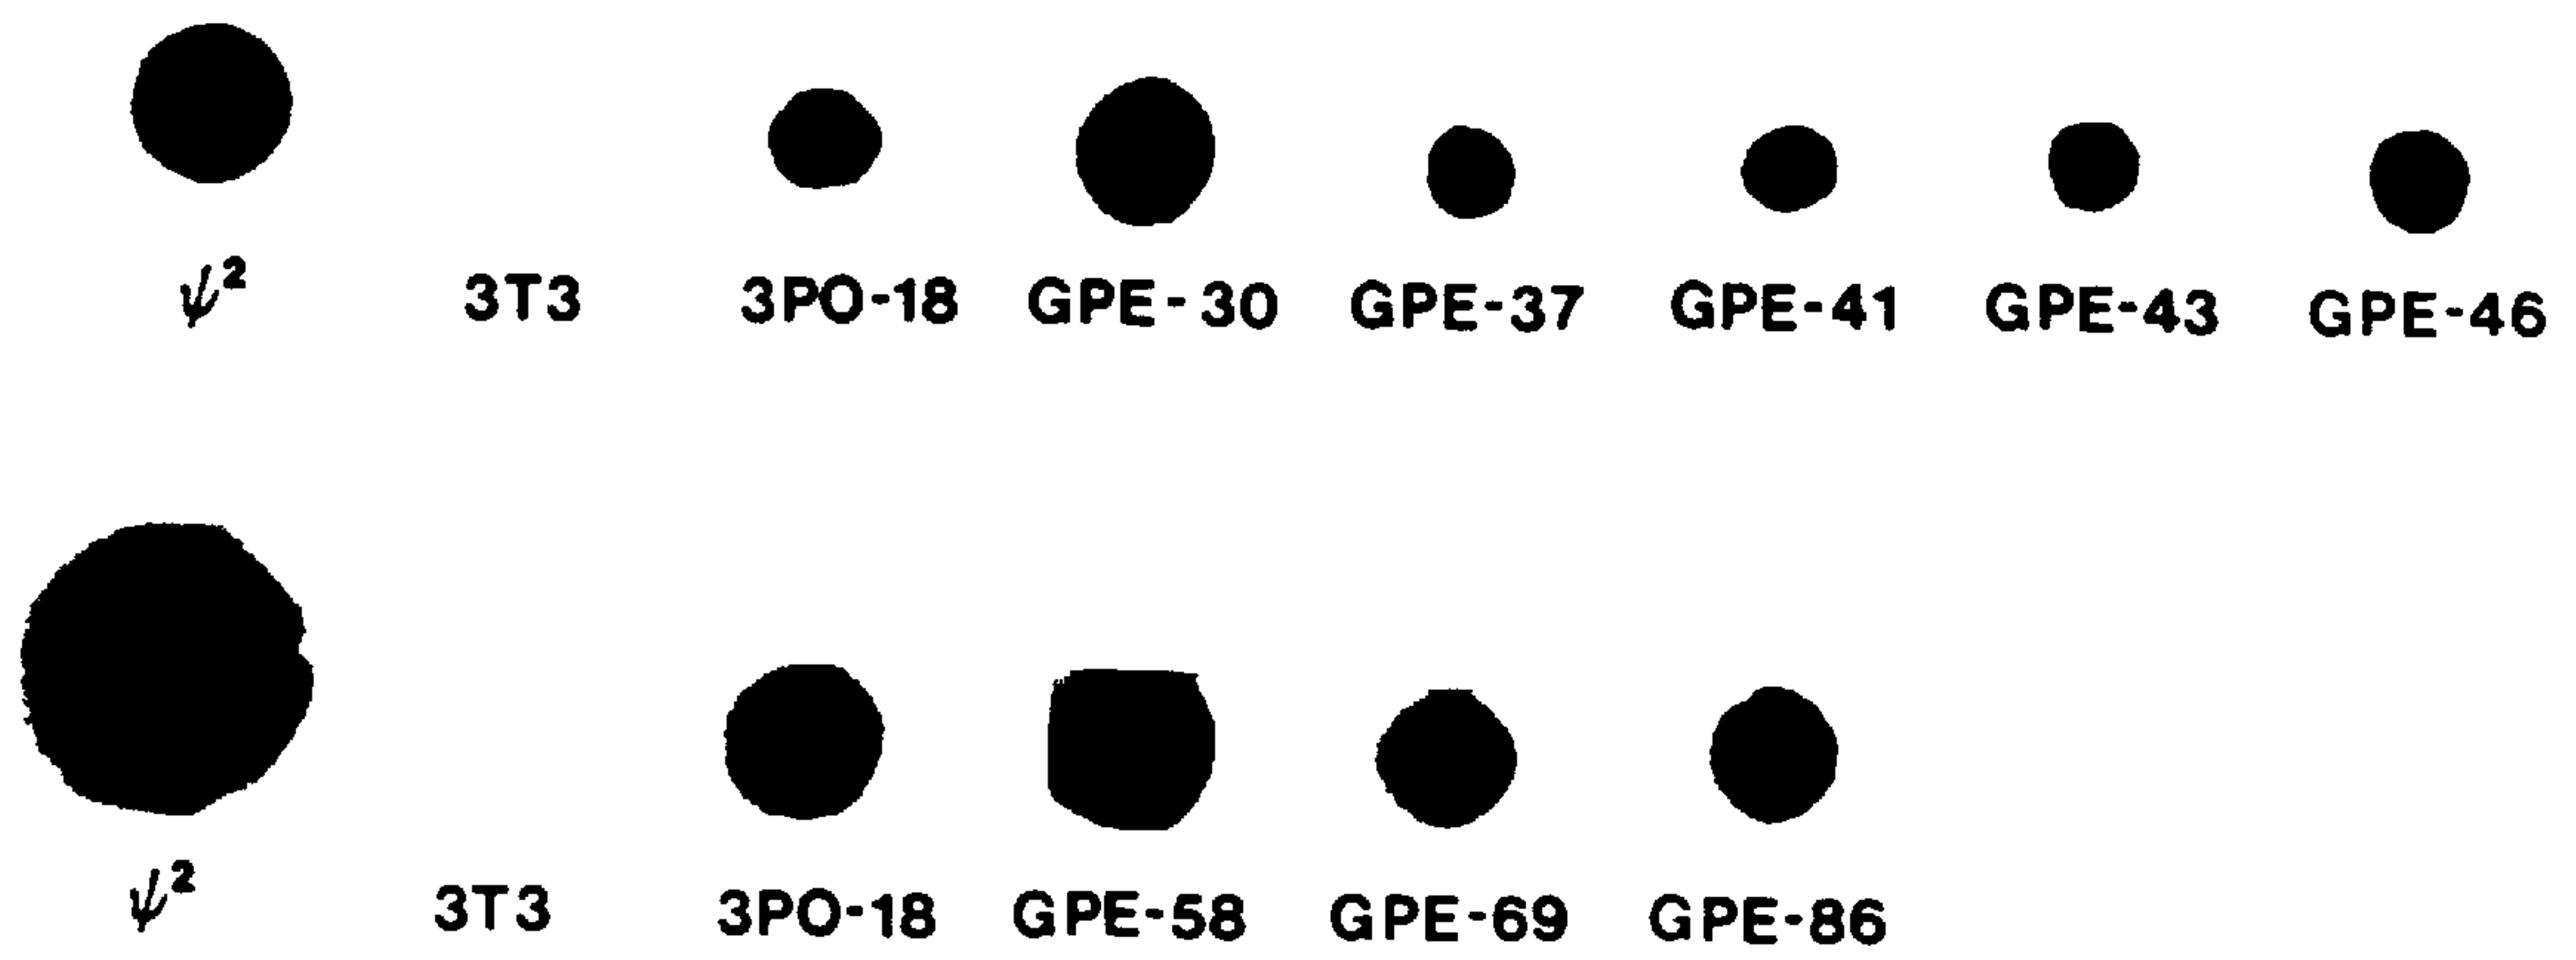 ψ² 3T3 3PO-18 GPE-30 GPE-37 GPE-41 GPE-43 GPE-46
ψ² 3T3 3PO-18 GPE-58 GPE-69 GPE-86